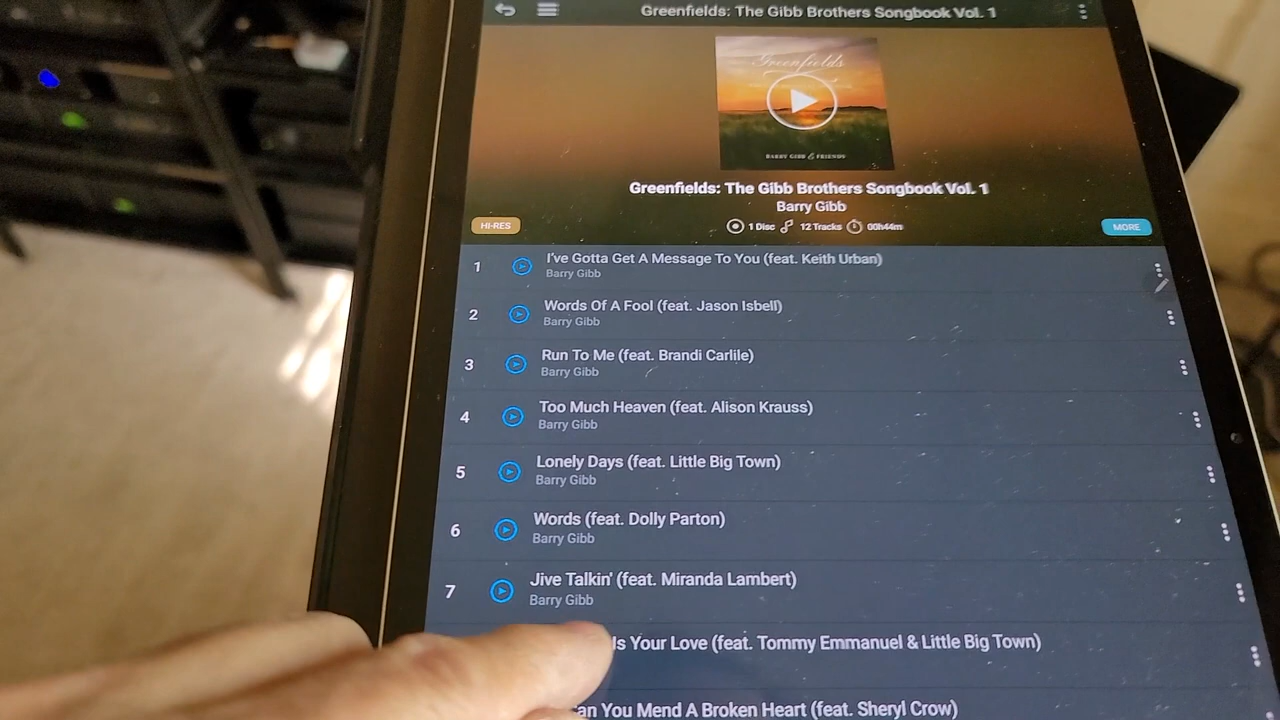 Greenfields: The Gibb Brothers Songbook Vol. 1
Greenfields
BARRY GIBB & FRIENDS
Greenfields: The Gibb Brothers Songbook Vol. 1
Barry Gibb
HI-RES
1 Disc 12 Tracks 00h44m
MORE
1 I've Gotta Get A Message To You (feat. Keith Urban)
Barry Gibb
2 Words Of A Fool (feat. Jason Isbell)
Barry Gibb
3 Run To Me (feat. Brandi Carlile)
Barry Gibb
4 Too Much Heaven (feat. Alison Krauss)
Barry Gibb
5 Lonely Days (feat. Little Big Town)
Barry Gibb
6 Words (feat. Dolly Parton)
Barry Gibb
7 Jive Talkin' (feat. Miranda Lambert)
Barry Gibb
Is Your Love (feat. Tommy Emmanuel & Little Big Town)
an You Mend A Broken Heart (feat. Sheryl Crow)